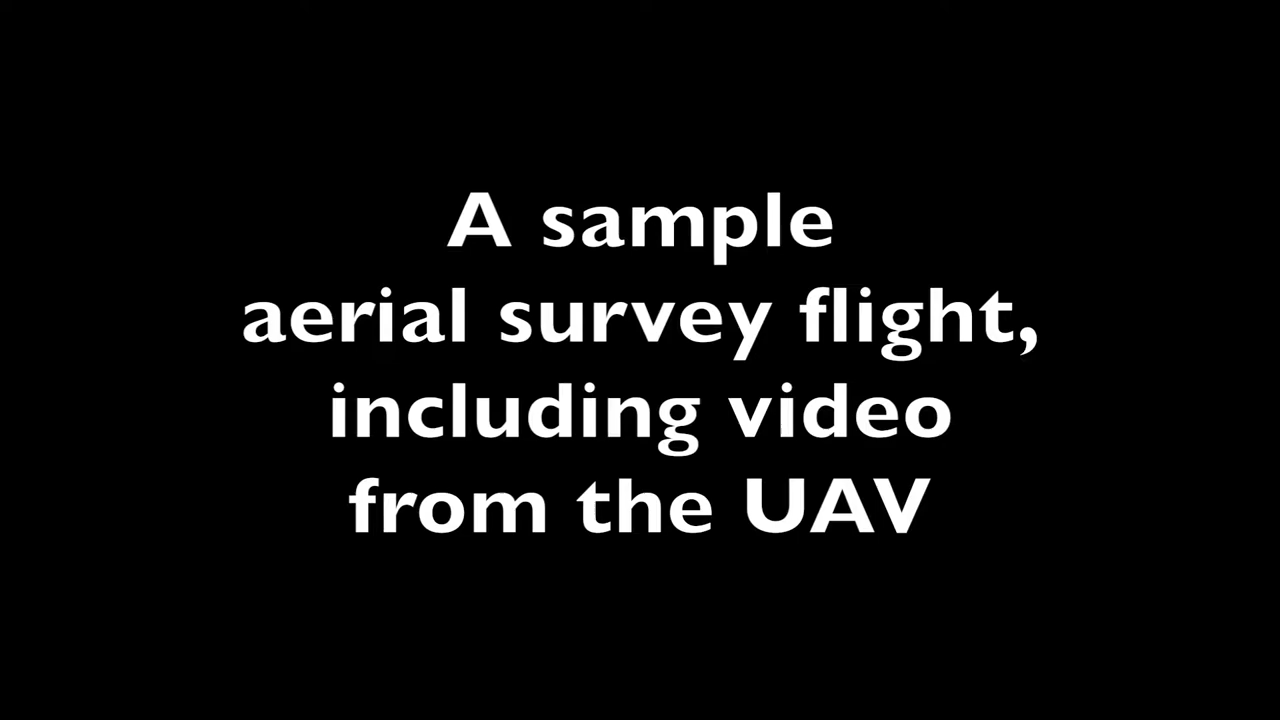 A sample
aerial survey flight,
including video
from the UAV